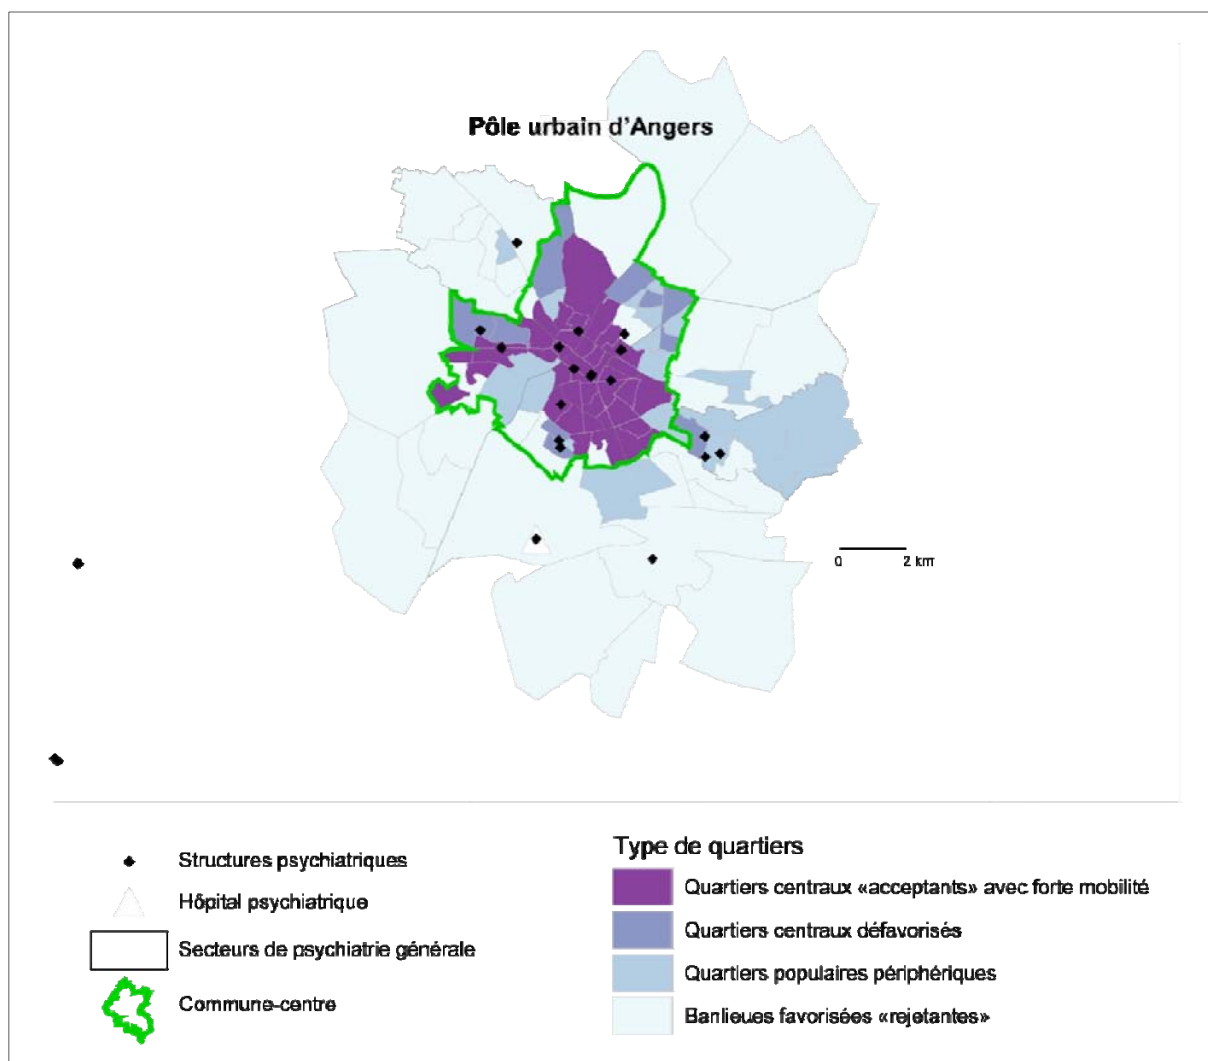 Pôle urbain d'Angers
0 2 km
Structures psychiatriques
Hôpital psychiatrique
Secteurs de psychiatrie générale
Commune-centre
Type de quartiers
Quartiers centraux «acceptants» avec forte mobilité
Quartiers centraux défavorisés
Quartiers populaires périphériques
Banlieues favorisées «rejetantes»